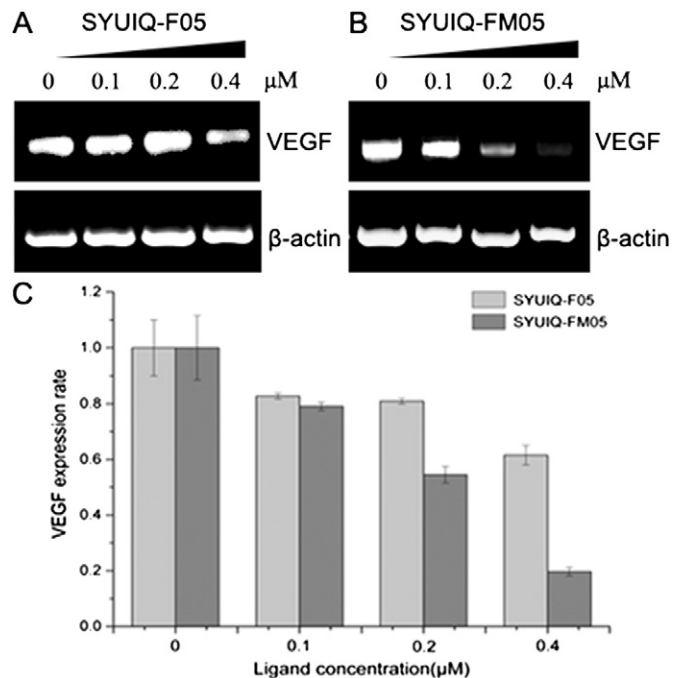 A SYUIQ-F05
0 0.1 0.2 0.4 µM
VEGF
β-actin
B SYUIQ-FM05
0 0.1 0.2 0.4
VEGF
β-actin
C
1.2
1.0
0.8
0.6
0.4
0.2
0.0
VEGF expression rate
SYUIQ-F05
SYUIQ-FM05
0 0.1 0.2 0.4
Ligand concentration(µM)